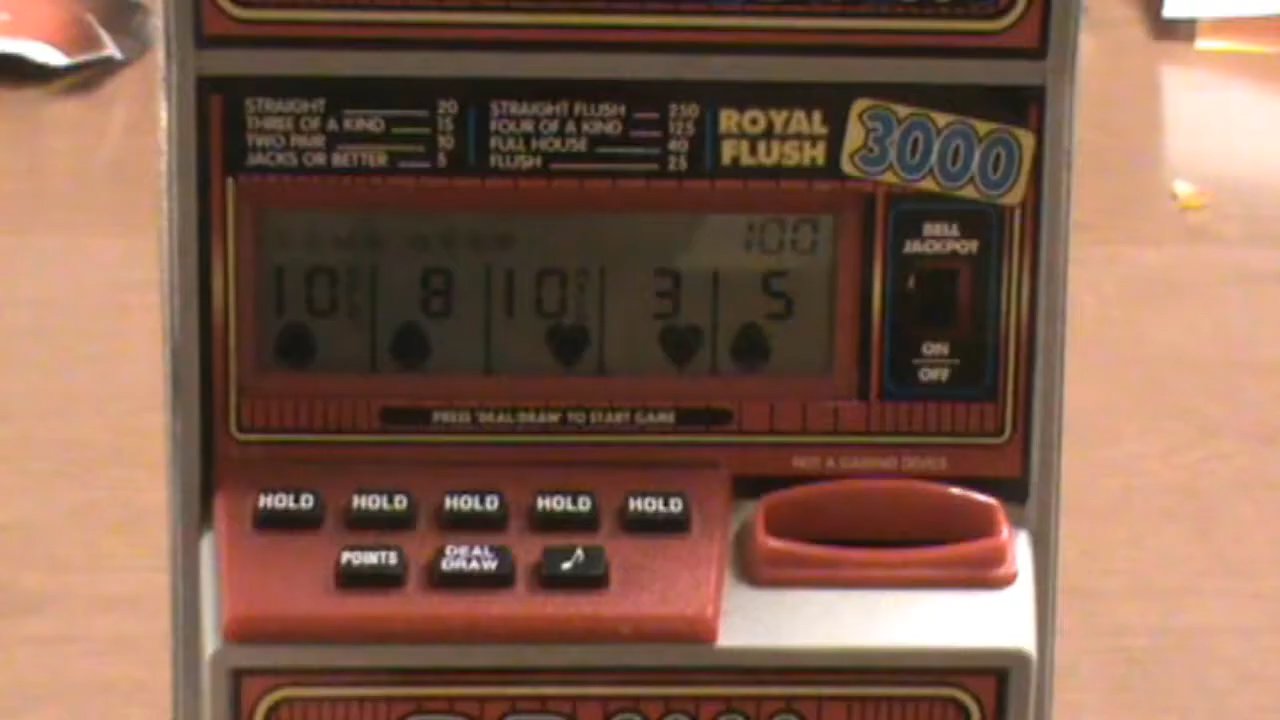 STRAIGHT 20
THREE OF A KIND 15
TWO PAIR 10
JACKS OR BETTER 5
STRAIGHT FLUSH 250
FOUR OF A KIND 125
FULL HOUSE 40
FLUSH 25
ROYAL FLUSH
3000
100
10 8 10 3 5
BELL
JACKPOT
ON
OFF
PRESS 'DEAL/DRAW' TO START GAME
NOT A GAMING DEVICE
HOLD HOLD HOLD HOLD HOLD
POINTS DEAL DRAW